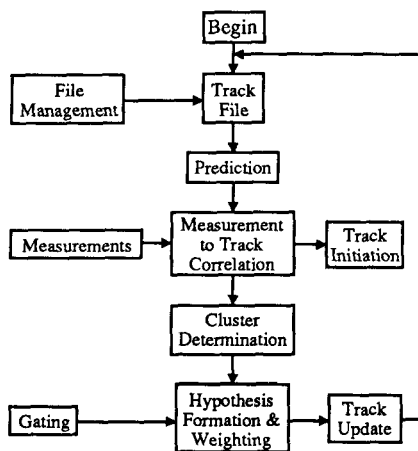 Begin
File
Management
Track
File
Prediction
Measurements
Measurement
to Track
Correlation
Track
Initiation
Cluster
Determination
Gating
Hypothesis
Formation &
Weighting
Track
Update